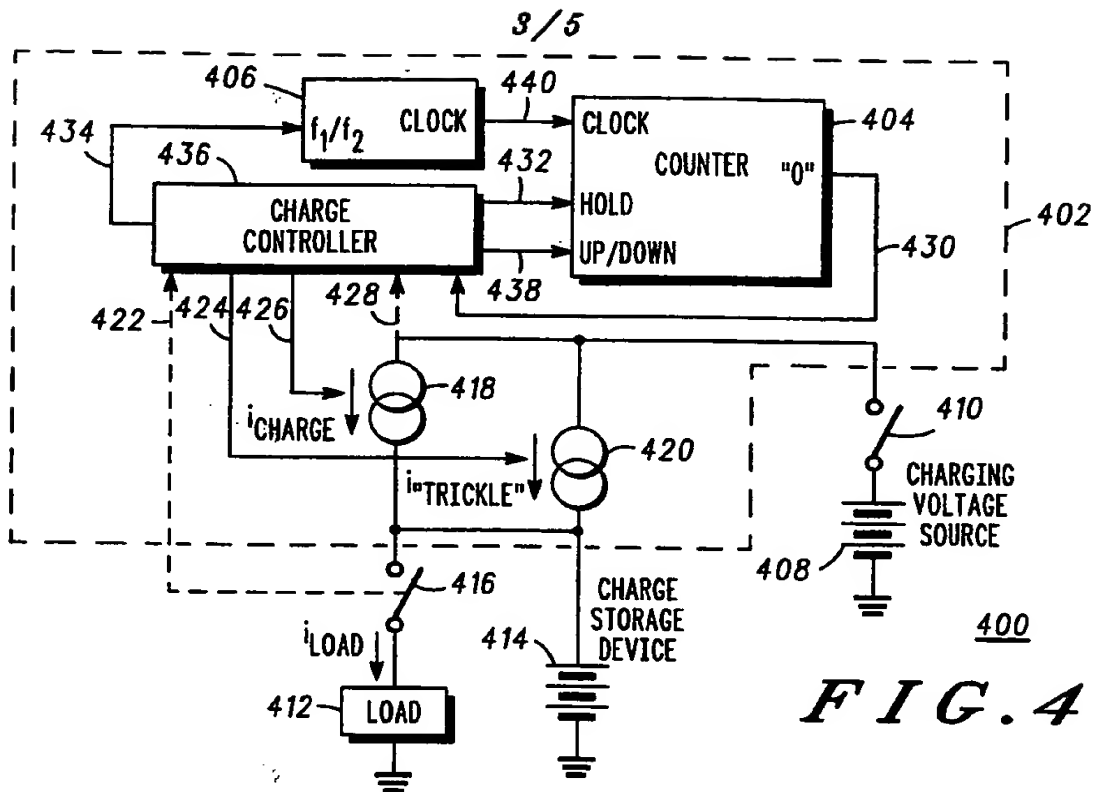 3/5
406
440
f1/f2 CLOCK
CLOCK
404
434
436
432
COUNTER "0"
CHARGE
CONTROLLER
HOLD
402
UP/DOWN
430
438
422
424
426
428
418
iCHARGE
420
410
i"TRICKLE"
CHARGING
VOLTAGE
SOURCE
408
416
CHARGE
STORAGE
DEVICE
iLOAD
414
400
412
LOAD
FIG.4